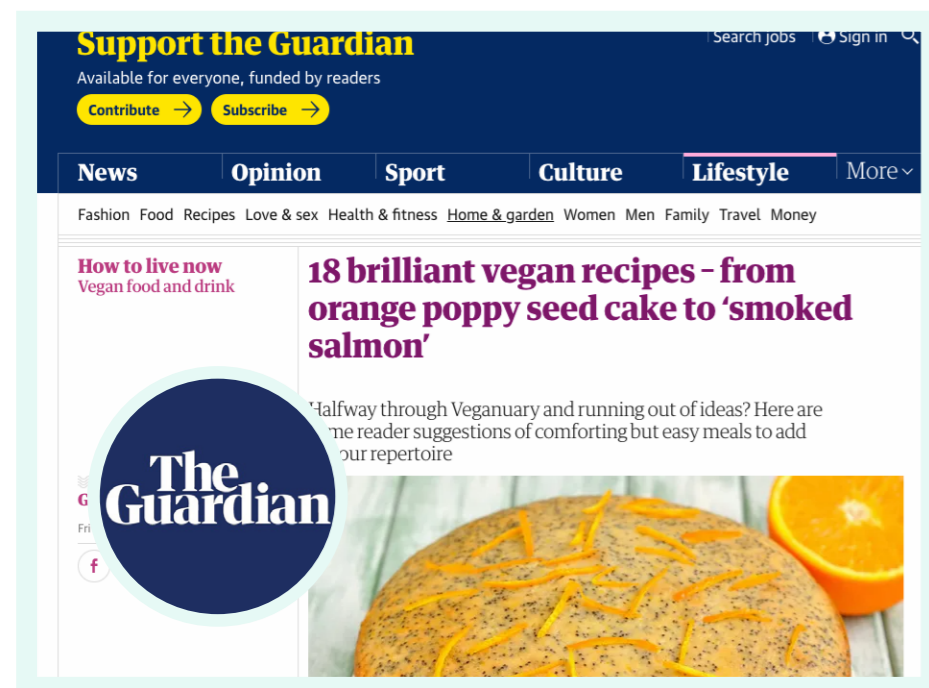 Support the Guardian
Search jobs
Sign in
Available for everyone, funded by readers
Contribute
Subscribe
News
Opinion
Sport
Culture
Lifestyle
More
Fashion Food Recipes Love & sex Health & fitness Home & garden Women Men Family Travel Money
How to live now
Vegan food and drink
18 brilliant vegan recipes – from
orange poppy seed cake to ‘smoked
salmon’
Halfway through Veganuary and running out of ideas? Here are
reader suggestions of comforting but easy meals to add
repertoire
The
Guardian
G
Fri
f